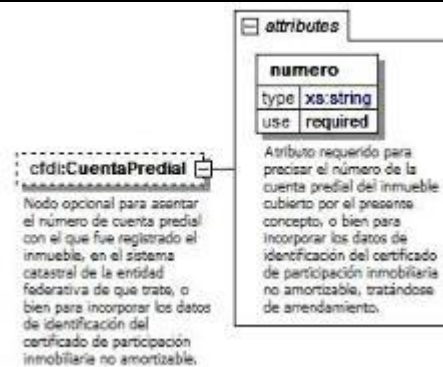 attributes
numero
type xs:string
use required
Atributo requerido para
precisar el número de la
cuenta predial del inmueble
cubierto por el presente
concepto, o bien para
incorporar los datos de
identificación del certificado
de participación inmobiliaria
no amortizable, tratándose
de arrendamiento.
cfdi:CuentaPredial
Nodo opcional para asentar
el número de cuenta predial
con el que fue registrado el
inmueble, en el sistema
catastral de la entidad
federativa de que trate, o
bien para incorporar los datos
de identificación del
certificado de participación
inmobiliaria no amortizable.